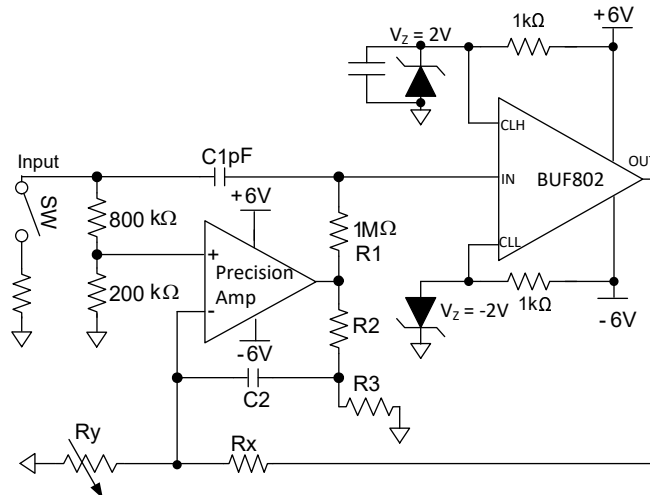 V_Z = 2V
1kΩ
+6V
CLH
Input
C1pF
OUT
IN
BUF802
SW
800 kΩ
+6V
1MΩ
R1
+
Precision
Amp
CLL
200 kΩ
-
R2
1kΩ
V_Z = -2V
-6V
-6V
C2
R3
Ry
Rx